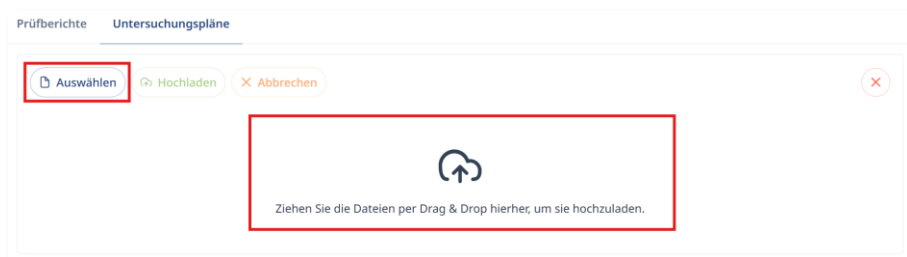 Prüfberichte Untersuchungspläne
Auswählen Hochladen Abbrechen
Ziehen Sie die Dateien per Drag & Drop hierher, um sie hochzuladen.